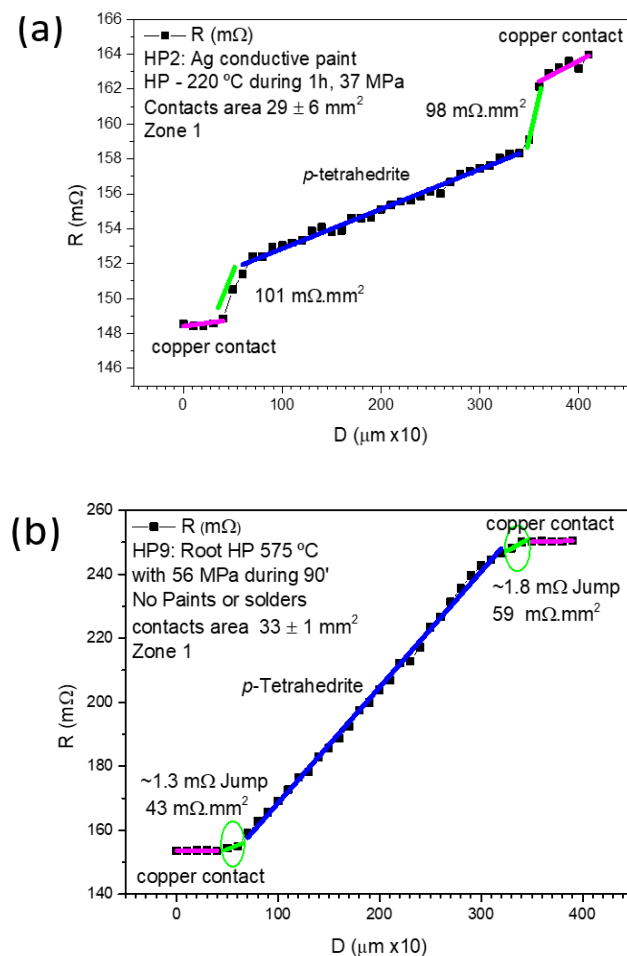 (a)
R (mΩ)
HP2: Ag conductive paint
HP - 220 ºC during 1h, 37 MPa
Contacts area 29 ± 6 mm²
Zone 1
copper contact
98 mΩ.mm²
p-tetrahedrite
101 mΩ.mm²
copper contact
R (mΩ)
166
164
162
160
158
156
154
152
150
148
146
0
100
200
300
400
D (μm x10)
(b)
R (mΩ)
HP9: Root HP 575 ºC
with 56 MPa during 90'
No Paints or solders
contacts area 33 ± 1 mm²
Zone 1
copper contact
~1.8 mΩ Jump
59 mΩ.mm²
p-Tetrahedrite
~1.3 mΩ Jump
43 mΩ.mm²
copper contact
R (mΩ)
260
240
220
200
180
160
140
0
100
200
300
400
D (μm x10)